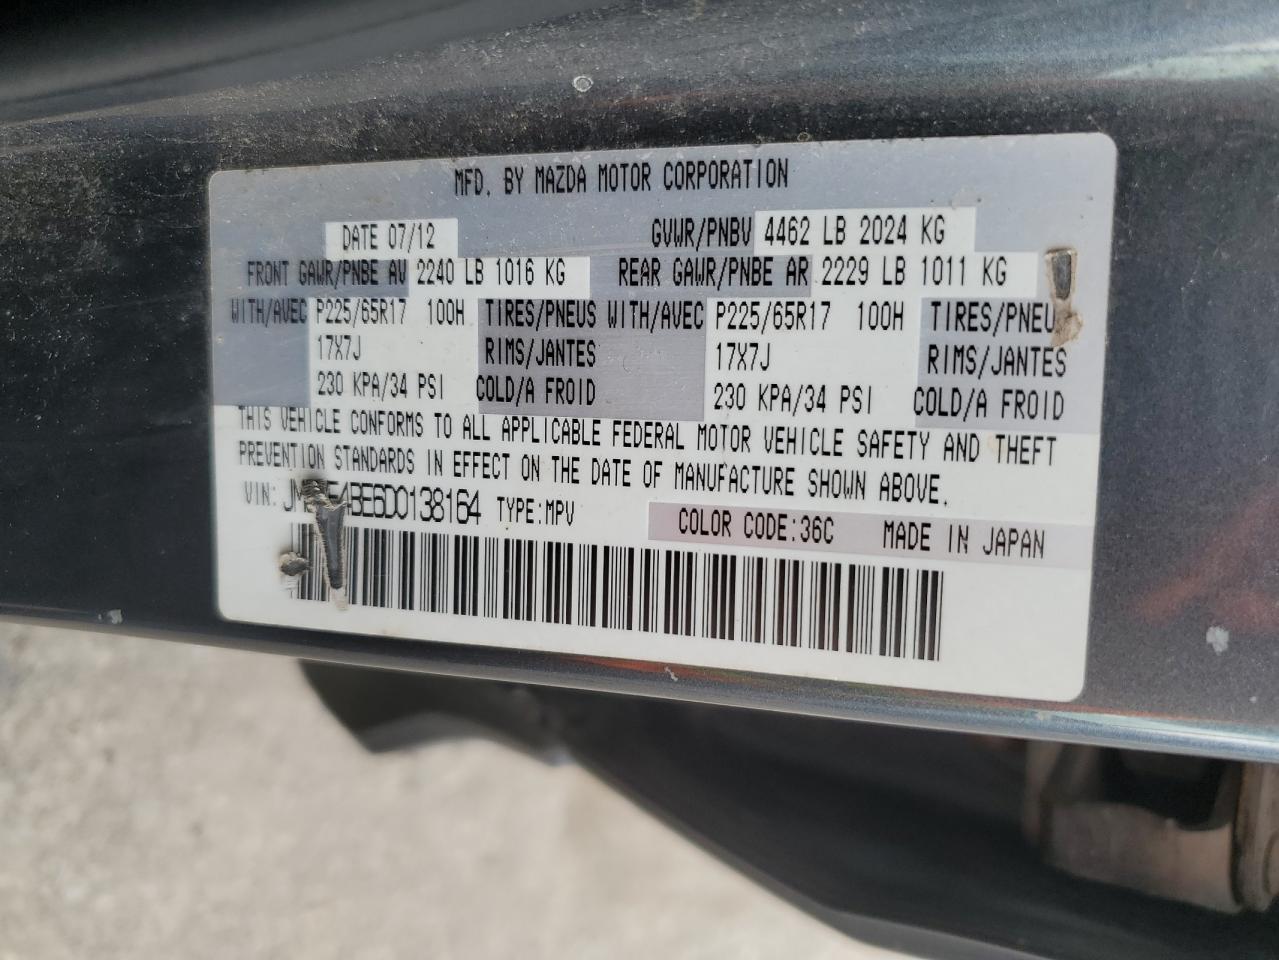 MFD. BY MAZDA MOTOR CORPORATION
DATE 07/12 GVWR/PNBV 4462 LB 2024 KG
FRONT GAWR/PNBE AV 2240 LB 1016 KG REAR GAWR/PNBE AR 2229 LB 1011 KG
WITH/AVEC P225/65R17 100H TIRES/PNEUS WITH/AVEC P225/65R17 100H TIRES/PNEU
17X7J RIMS/JANTES 17X7J RIMS/JANTES
230 KPA/34 PSI COLD/A FROID 230 KPA/34 PSI COLD/A FROID
THIS VEHICLE CONFORMS TO ALL APPLICABLE FEDERAL MOTOR VEHICLE SAFETY AND THEFT
PREVENTION STANDARDS IN EFFECT ON THE DATE OF MANUFACTURE SHOWN ABOVE.
VIN: TYPE:MPV COLOR CODE:36C MADE IN JAPAN